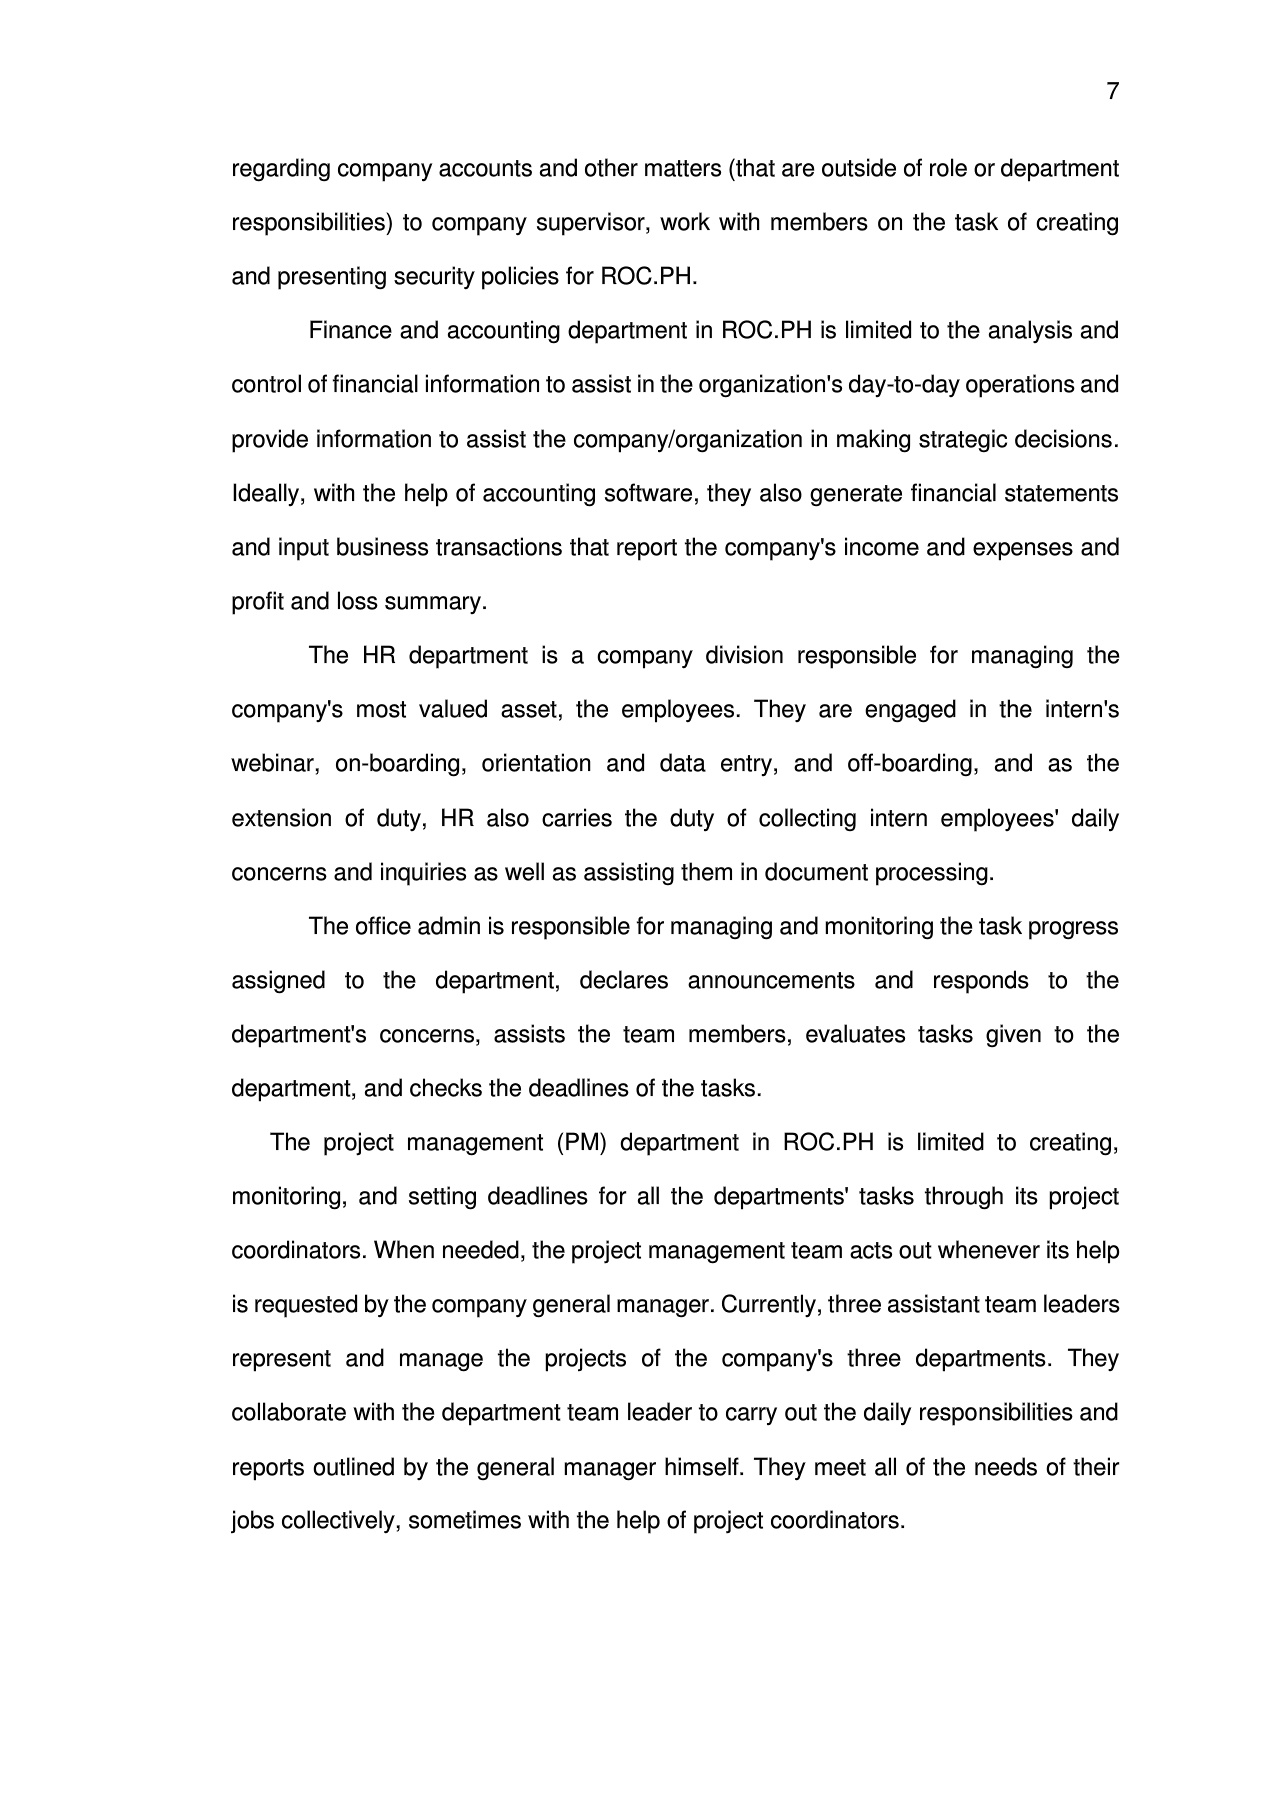 7
regarding company accounts and other matters (that are outside of role or department
responsibilities) to company supervisor, work with members on the task of creating
and presenting security policies for ROC.PH.
Finance and accounting department in ROC.PH is limited to the analysis and
control of financial information to assist in the organization's day-to-day operations and
provide information to assist the company/organization in making strategic decisions.
Ideally, with the help of accounting software, they also generate financial statements
and input business transactions that report the company's income and expenses and
profit and loss summary.
The HR department is a company division responsible for managing the
company's most valued asset, the employees. They are engaged in the intern's
webinar, on-boarding, orientation and data entry, and off-boarding, and as the
extension of duty, HR also carries the duty of collecting intern employees' daily
concerns and inquiries as well as assisting them in document processing.
The office admin is responsible for managing and monitoring the task progress
assigned to the department, declares announcements and responds to the
department's concerns, assists the team members, evaluates tasks given to the
department, and checks the deadlines of the tasks.
The project management (PM) department in ROC.PH is limited to creating,
monitoring, and setting deadlines for all the departments' tasks through its project
coordinators. When needed, the project management team acts out whenever its help
is requested by the company general manager. Currently, three assistant team leaders
represent and manage the projects of the company's three departments. They
collaborate with the department team leader to carry out the daily responsibilities and
reports outlined by the general manager himself. They meet all of the needs of their
jobs collectively, sometimes with the help of project coordinators.